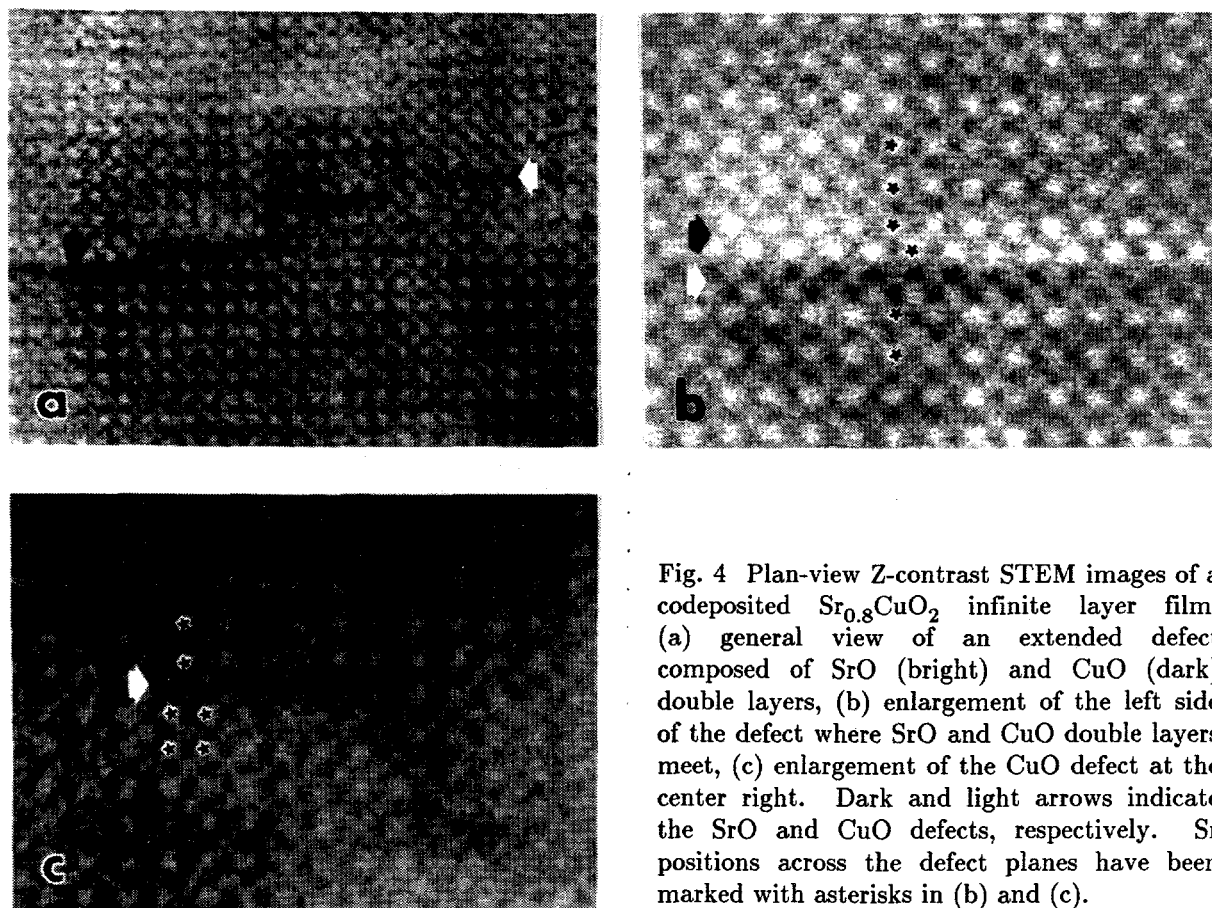 a
b
c
Fig. 4 Plan-view Z-contrast STEM images of a
codeposited Sr0.8CuO2 infinite layer film
(a) general view of an extended defect
composed of SrO (bright) and CuO (dark)
double layers, (b) enlargement of the left side
of the defect where SrO and CuO double layers
meet, (c) enlargement of the CuO defect at the
center right. Dark and light arrows indicate
the SrO and CuO defects, respectively. Sr
positions across the defect planes have been
marked with asterisks in (b) and (c).